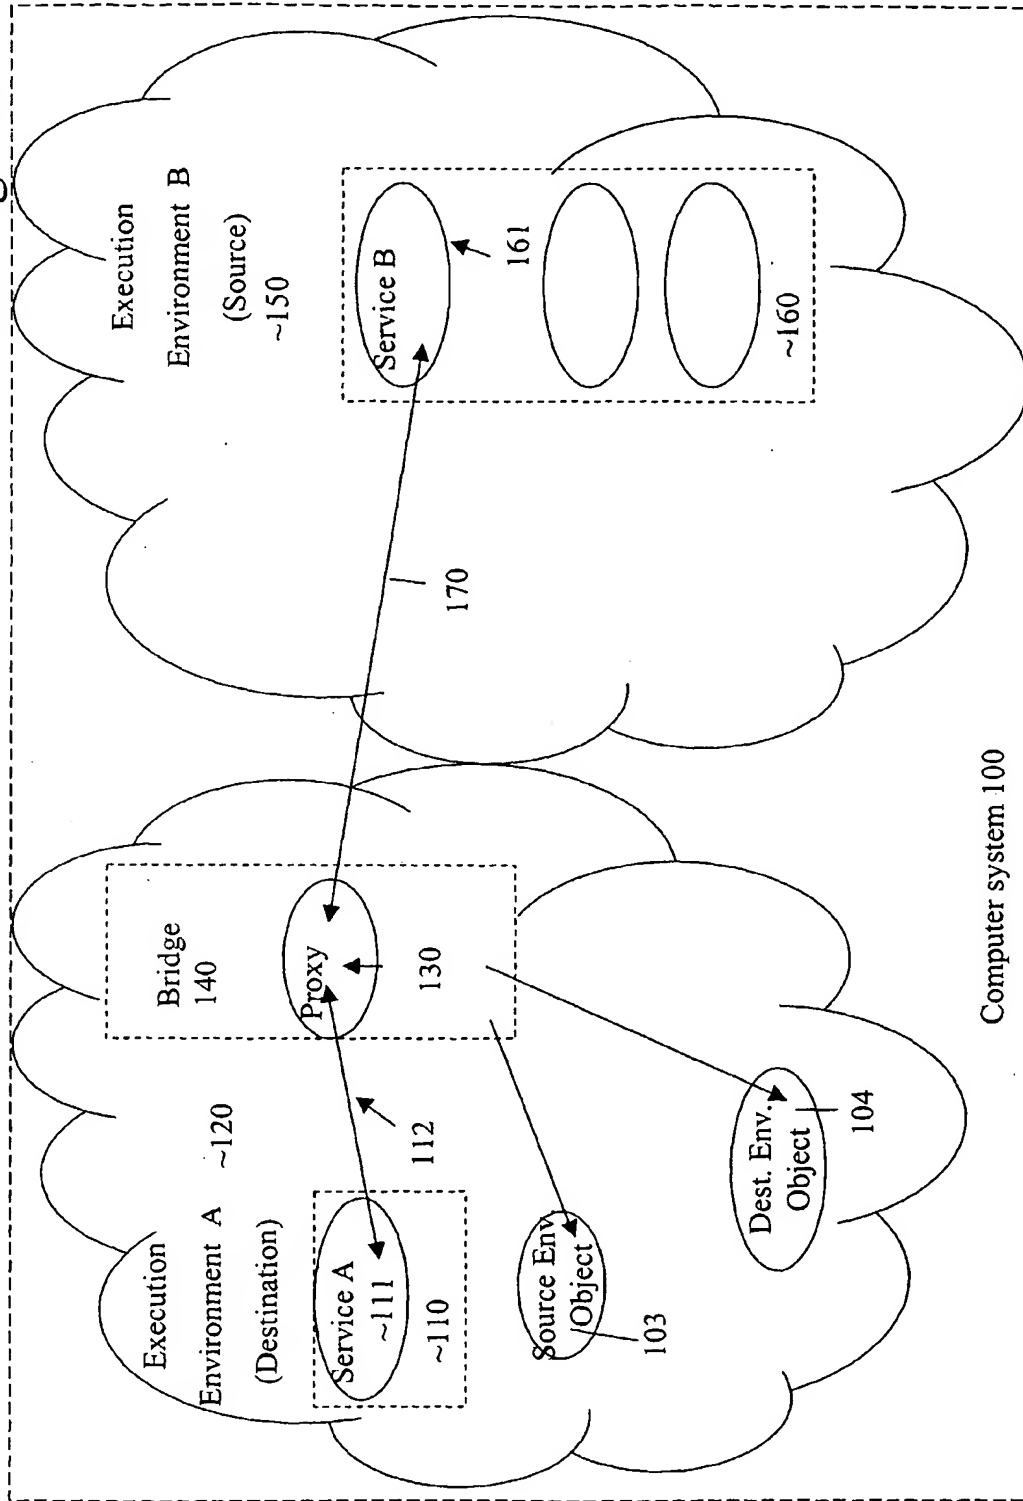 Execution
Environment A
~120
(Destination)
Service A
~111
~110
112
Bridge
140
Proxy
130
Source Env.
Object
103
Dest. Env.
Object
104
170
Execution
Environment B
(Source)
~150
Service B
161
~160
Computer system 100